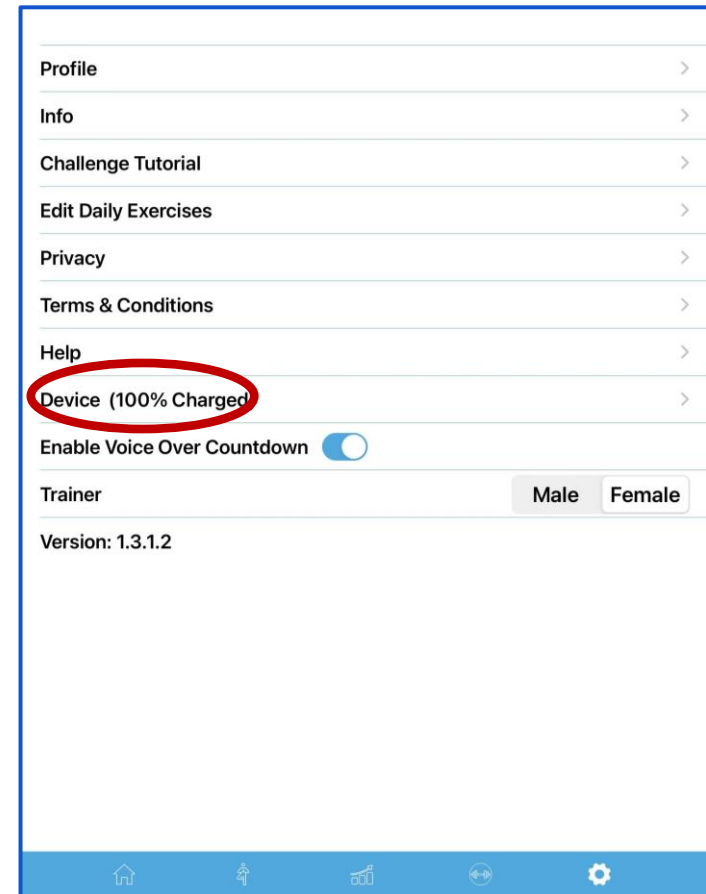 Profile
Info
Challenge Tutorial
Edit Daily Exercises
Privacy
Terms & Conditions
Help
Device (100% Charged
Enable Voice Over Countdown
Trainer Male Female
Version: 1.3.1.2